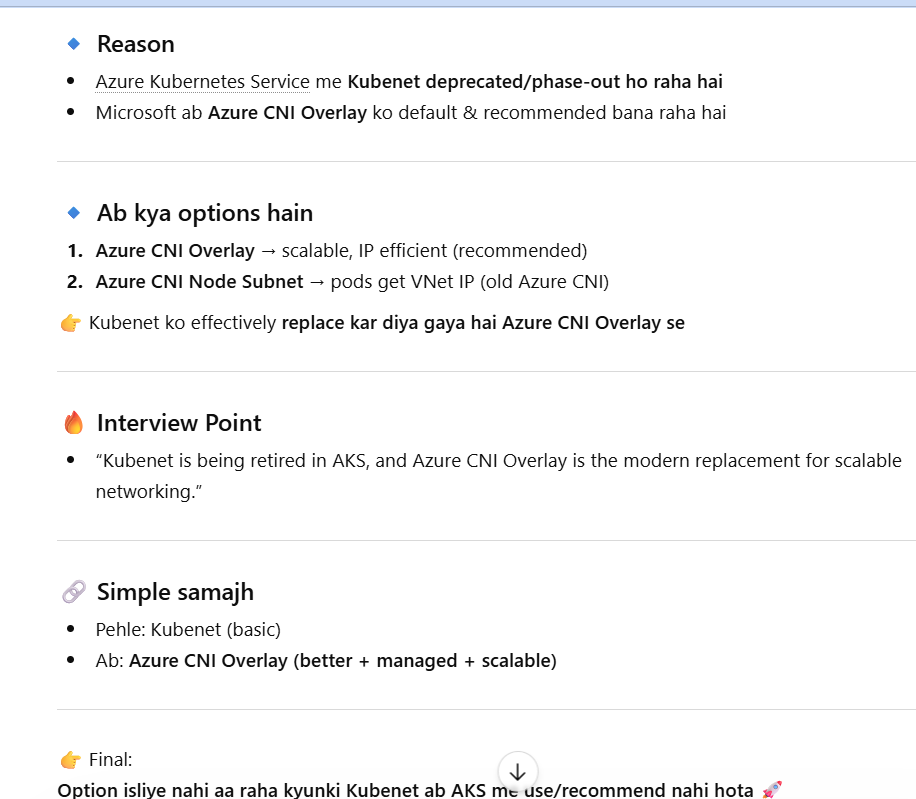 Reason
Azure Kubernetes Service me Kubenet deprecated/phase-out ho raha hai
Microsoft ab Azure CNI Overlay ko default & recommended bana raha hai
Ab kya options hain
1. Azure CNI Overlay → scalable, IP efficient (recommended)
2. Azure CNI Node Subnet → pods get VNet IP (old Azure CNI)
👉 Kubenet ko effectively replace kar diya gaya hai Azure CNI Overlay se
🔥 Interview Point
“Kubenet is being retired in AKS, and Azure CNI Overlay is the modern replacement for scalable
networking.”
🔗 Simple samajh
Pehle: Kubenet (basic)
Ab: Azure CNI Overlay (better + managed + scalable)
👉 Final:
Option isliye nahi aa raha kyunki Kubenet ab AKS me use/recommend nahi hota 🚀